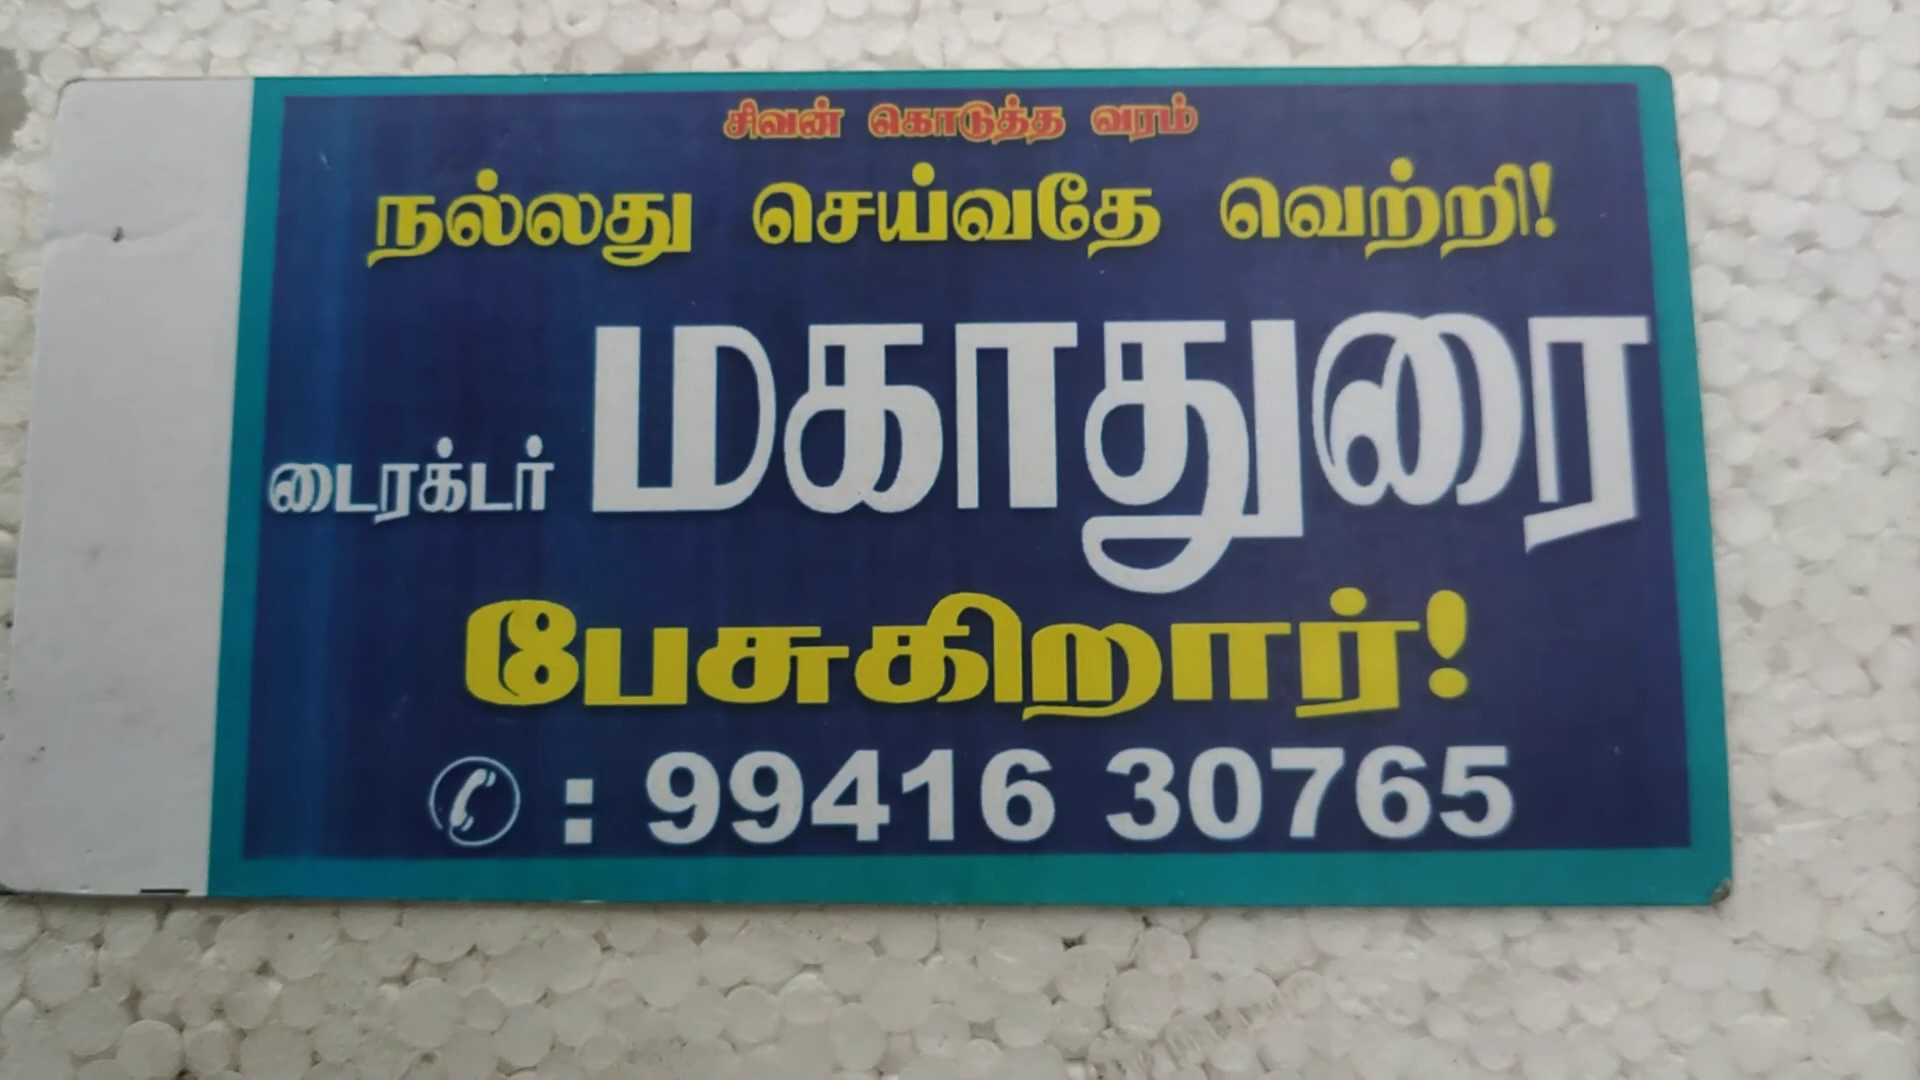 சிவன் கொடுத்த வரம்
நல்லது செய்வதே வெற்றி!
டைரக்டர் மகாதுரை
பேசுகிறார்!
✆ : 99416 30765